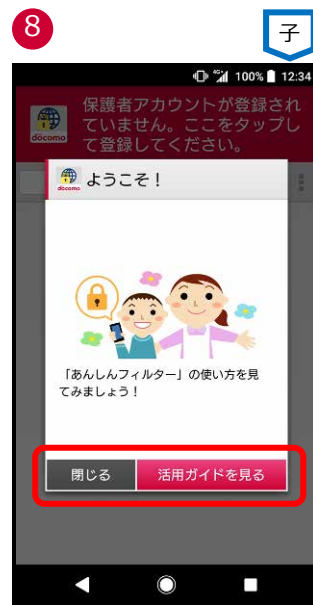 8
子
4G 100% 12:34
保護者アカウントが登録され
ていません。ここをタップし
て登録してください。
docomo
docomo
ようこそ！
「あんしんフィルター」の使い方を見
てみましょう！
閉じる
活用ガイドを見る